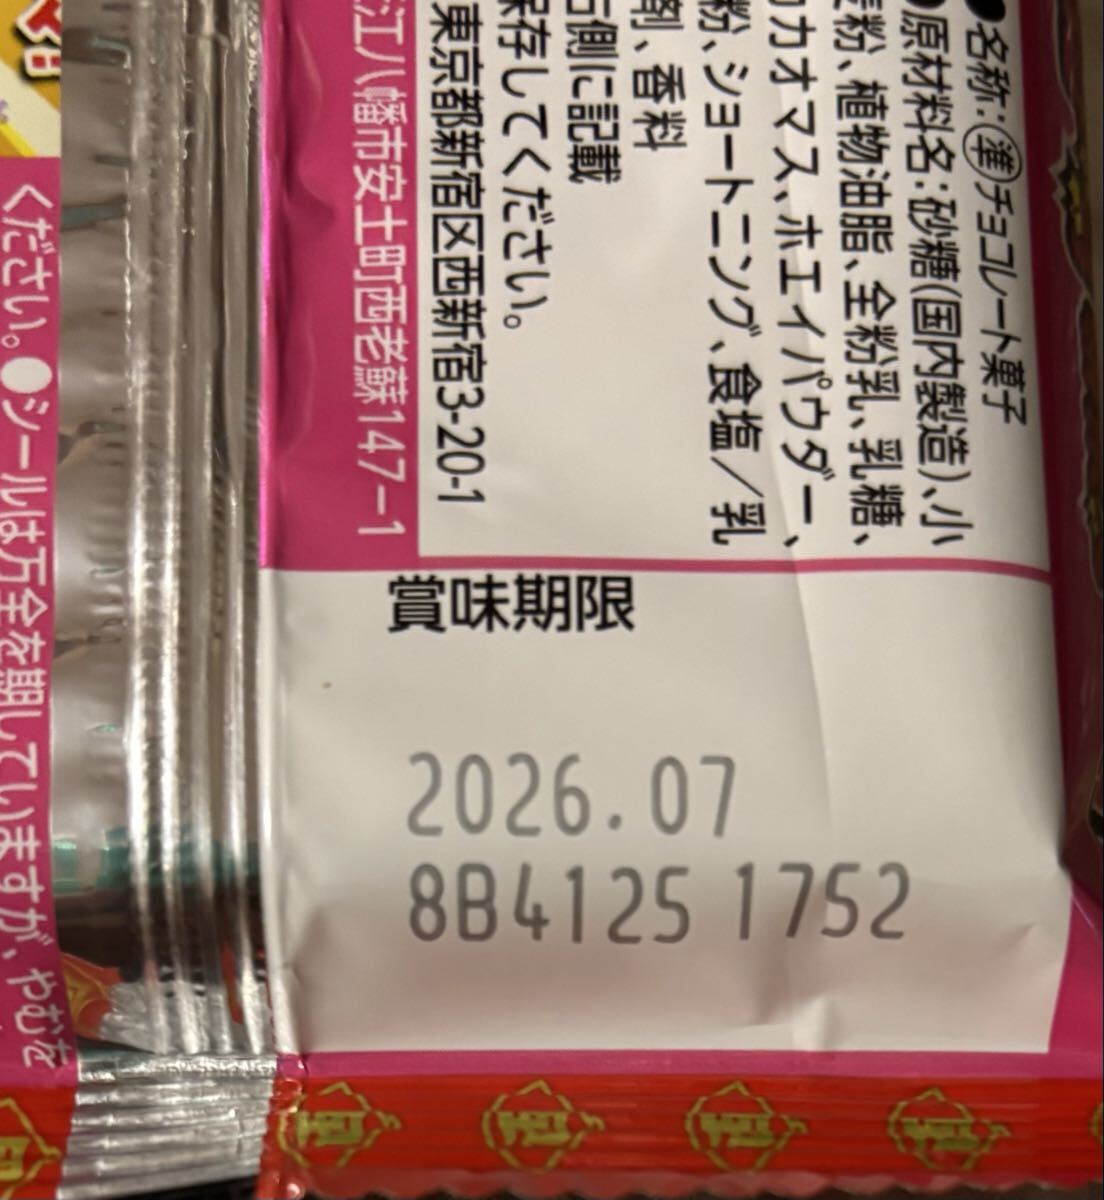 ●名称:㊜チョコレート菓子
●原材料名:砂糖(国内製造)、小
麦粉、植物油脂、全粉乳、乳糖、
カカオマス、ホエイパウダー、
粉、ショートニング、食塩／乳
剤、香料
右側に記載
保存してください。
東京都新宿区西新宿3-20-1
江八幡市安土町西老蘇147-1
賞味期限
2026.07
8B4125 1752
ください。●シールは万全を期していますが、やむを